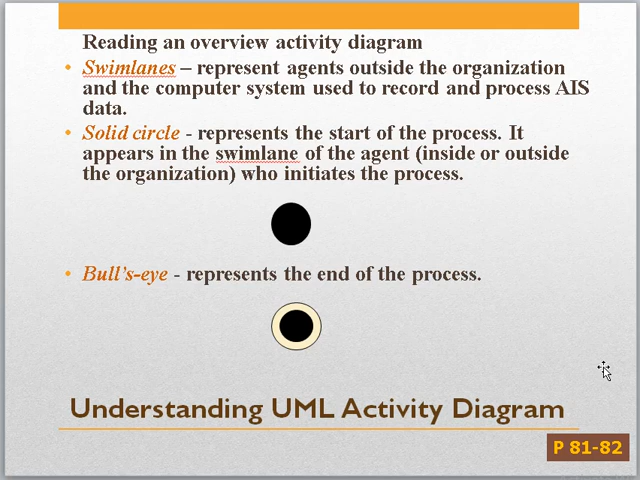 Reading an overview activity diagram
• Swimlanes – represent agents outside the organization
and the computer system used to record and process AIS
data.
• Solid circle - represents the start of the process. It
appears in the swimlane of the agent (inside or outside
the organization) who initiates the process.
• Bull's-eye - represents the end of the process.
Understanding UML Activity Diagram
P 81-82